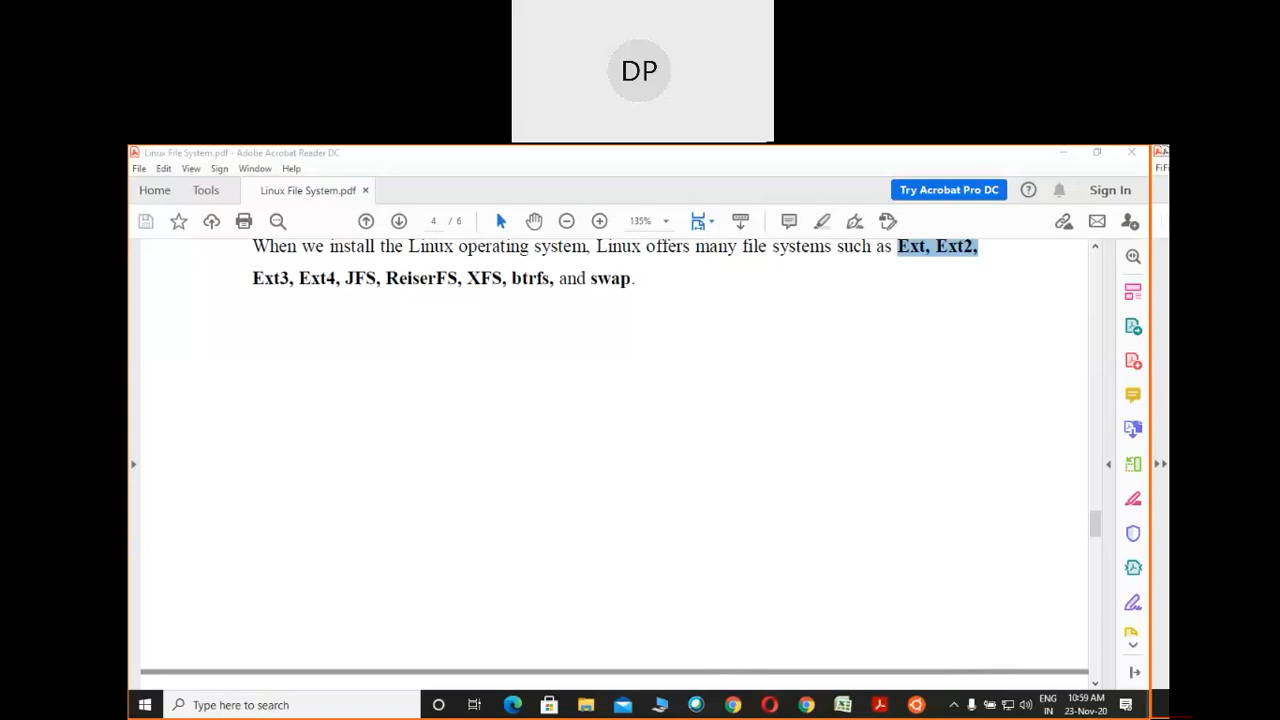 DP
Linux File System.pdf - Adobe Acrobat Reader DC
File Edit View Sign Window Help
FiFi
Home Tools Linux File System.pdf × Try Acrobat Pro DC Sign In
4 / 6 135%
When we install the Linux operating system, Linux offers many file systems such as Ext, Ext2,
Ext3, Ext4, JFS, ReiserFS, XFS, btrfs, and swap.
Type here to search
ENG 10:59 AM
IN 23-Nov-20